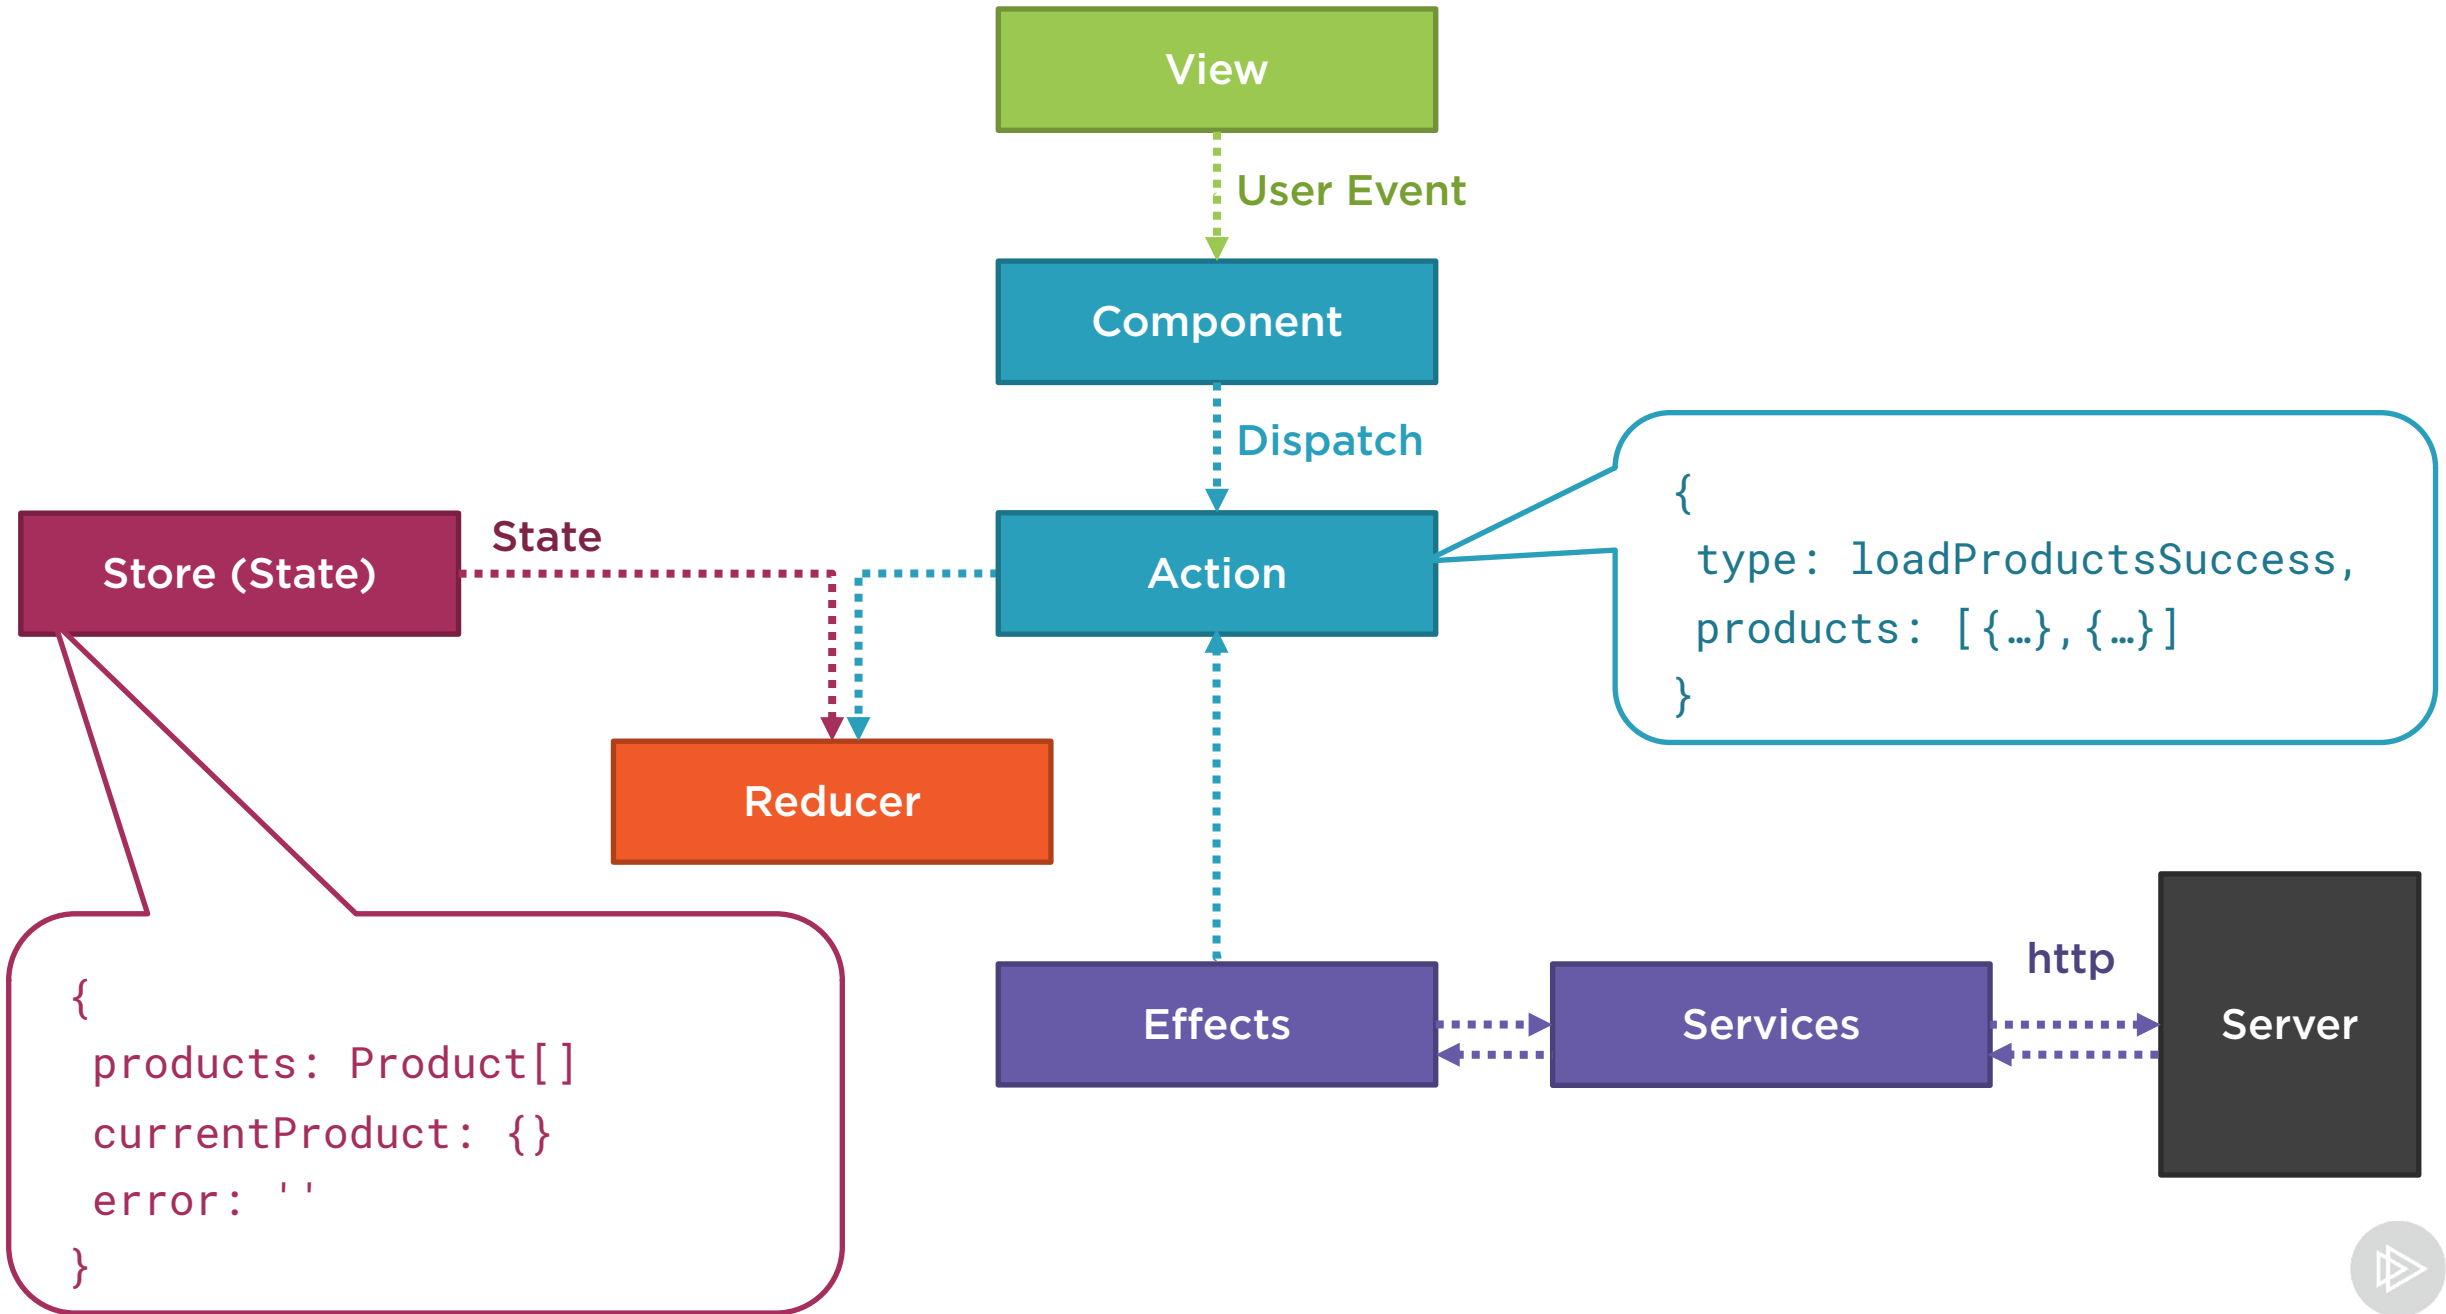 View
User Event
Component
Dispatch
Store (State)
State
Action
{
type: loadProductsSuccess,
products: [{…},{…}]
}
Reducer
Effects
Services
http
Server
{
products: Product[]
currentProduct: {}
error: ''
}